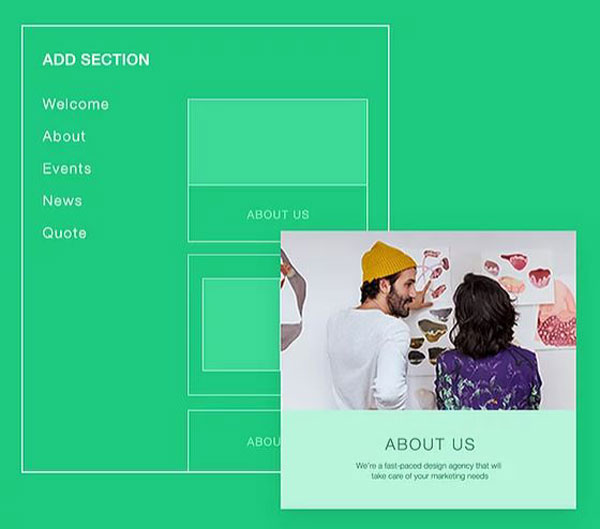 ADD SECTION
Welcome
About
Events
News
Quote
ABOUT US
ABOU
ABOUT US
We're a fast-paced design agency that will
take care of your marketing needs